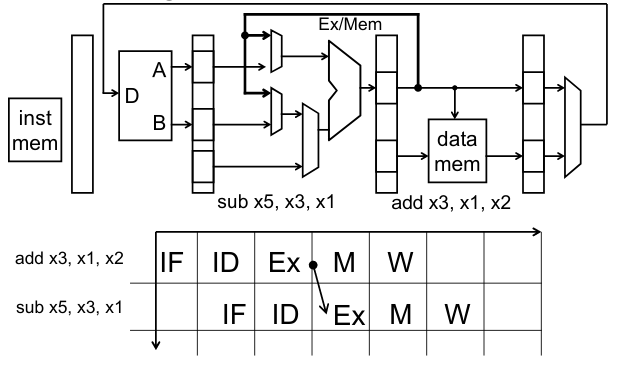 Ex/Mem
A
D
B
inst
mem
data
mem
sub x5, x3, x1
add x3, x1, x2
add x3, x1, x2 IF ID Ex M W
sub x5, x3, x1 IF ID Ex M W